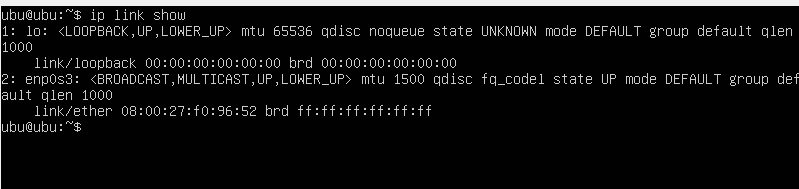 ubu@ubu:~$ ip link show
1: lo: <LOOPBACK,UP,LOWER_UP> mtu 65536 qdisc noqueue state UNKNOWN mode DEFAULT group default qlen
1000
    link/loopback 00:00:00:00:00:00 brd 00:00:00:00:00:00
2: enp0s3: <BROADCAST,MULTICAST,UP,LOWER_UP> mtu 1500 qdisc fq_codel state UP mode DEFAULT group def
ault qlen 1000
    link/ether 08:00:27:f0:96:52 brd ff:ff:ff:ff:ff:ff
ubu@ubu:~$